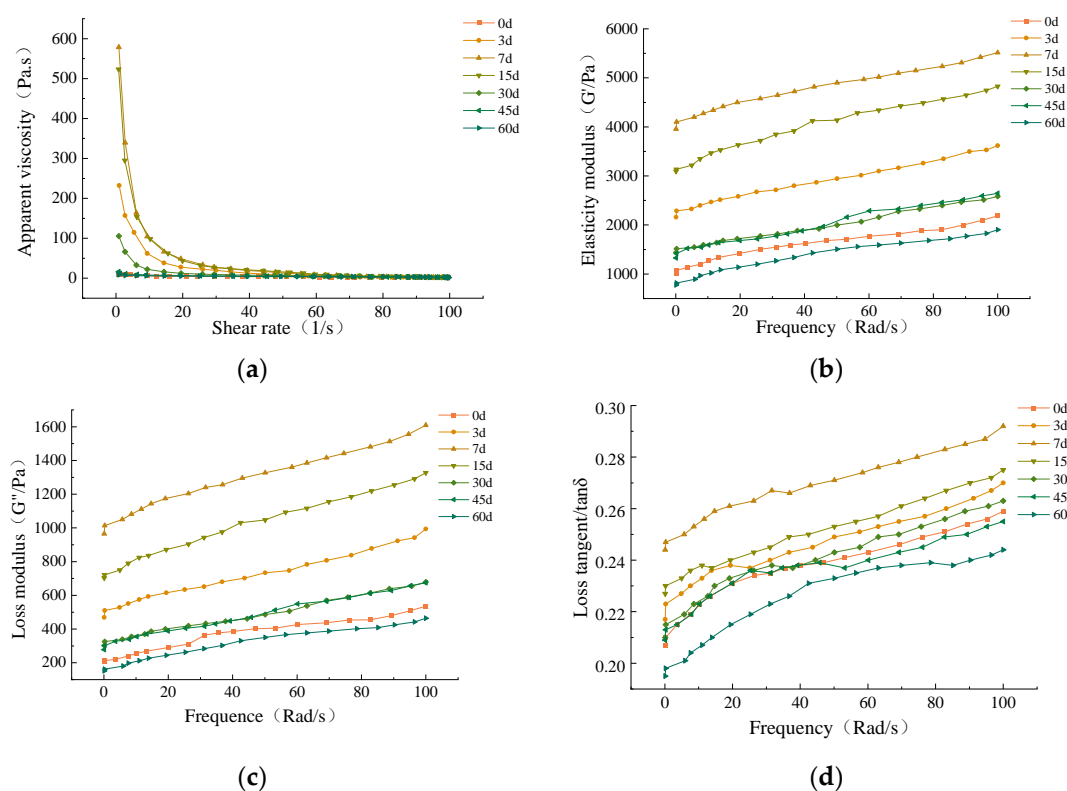 0d
3d
7d
15d
30d
45d
60d
600
500
400
300
200
100
0
Apparent viscosity（Pa.s）
0 20 40 60 80 100
Shear rate（1/s）
(a)
0d
3d
7d
15d
30d
45d
60d
6000
5000
4000
3000
2000
1000
Elasticity modulus（G'/Pa）
0 20 40 60 80 100
Frequency（Rad/s）
(b)
0d
3d
7d
15d
30d
45d
60d
1600
1400
1200
1000
800
600
400
200
Loss modulus（G"/Pa）
0 20 40 60 80 100
Frequence（Rad/s）
(c)
0d
3d
7d
15
30
45
60
0.30
0.28
0.26
0.24
0.22
0.20
Loss tangent/tanδ
0 20 40 60 80 100
Frequency（Rad/s）
(d)